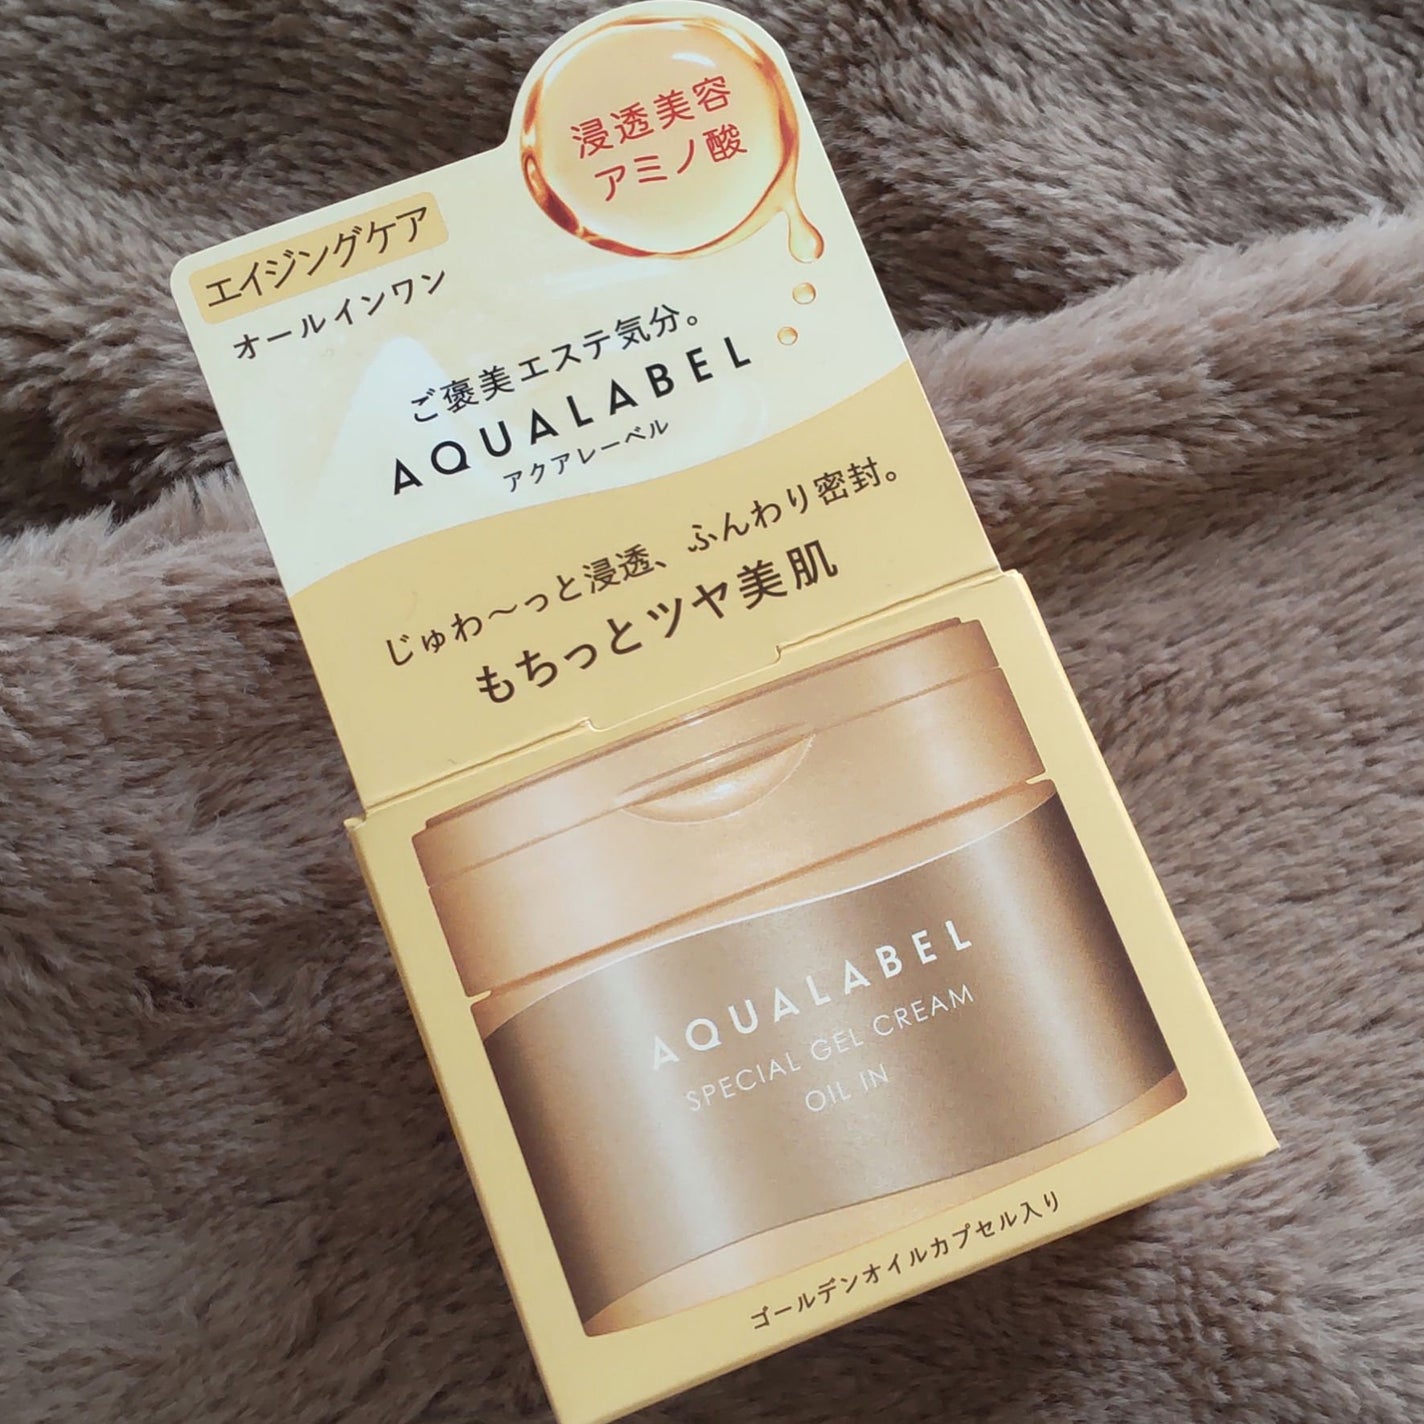 浸透美容
アミノ酸
エイジングケア
オールインワン
ご褒美エステ気分。
AQUALABEL
アクアレーベル
じゅわ〜っと浸透、ふんわり密封。
もちっとツヤ美肌
AQUALABEL
SPECIAL GEL CREAM
OIL IN
ゴールデンオイルカプセル入り